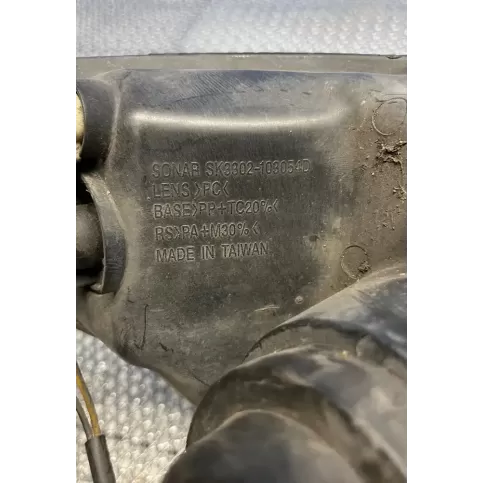 SONAR SK3302-103054D
LENS >PC<
BASE>PP+TC20%<
RS>PA+M30%<
MADE IN TAIWAN